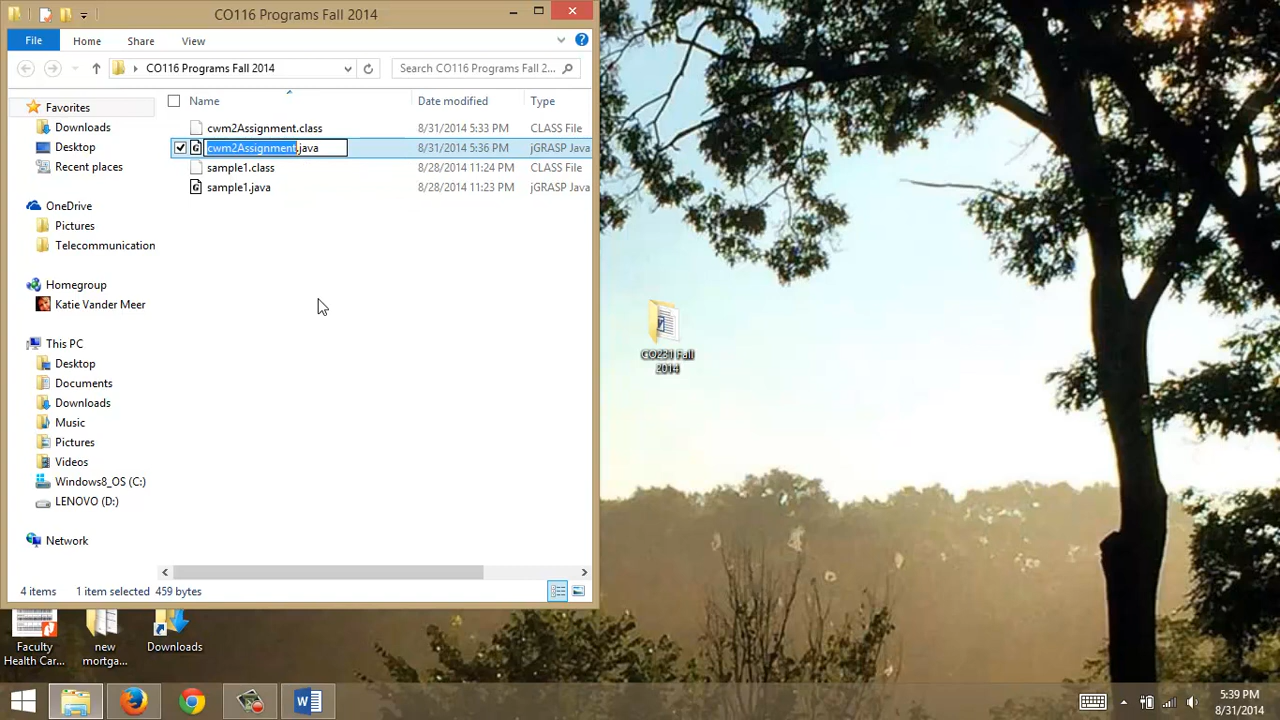 CO116 Programs Fall 2014
File Home Share View
CO116 Programs Fall 2014
Search CO116 Programs Fall 2...
Name Date modified Type
Favorites
Downloads
Desktop
Recent places
OneDrive
Pictures
Telecommunication
Homegroup
Katie Vander Meer
This PC
Desktop
Documents
Downloads
Music
Pictures
Videos
Windows8_OS (C:)
LENOVO (D:)
Network
cwm2Assignment.class 8/31/2014 5:33 PM CLASS File
cwm2Assignment.java 8/31/2014 5:36 PM jGRASP Java
sample1.class 8/28/2014 11:24 PM CLASS File
sample1.java 8/28/2014 11:23 PM jGRASP Java
4 items 1 item selected 459 bytes
CO231 Fall
2014
Faculty
Health Car...
new
mortga...
Downloads
5:39 PM
8/31/2014